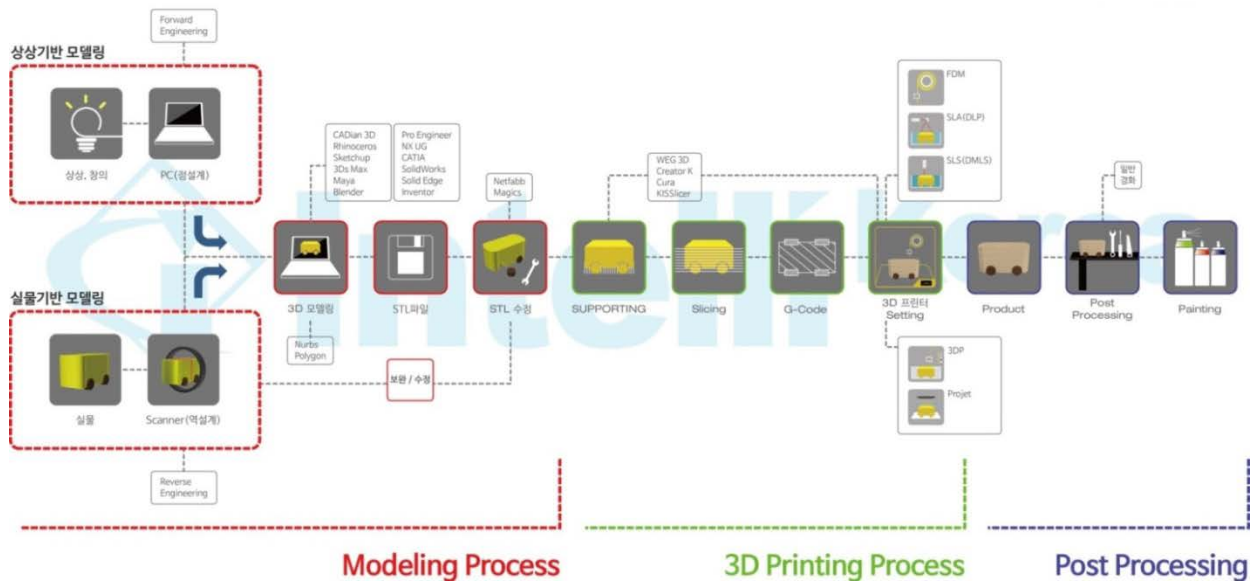 Forward
Engineering
상상기반 모델링
상상, 창의
PC(정설계)
실물기반 모델링
실물
Scanner(역설계)
Reverse
Engineering
CADian 3D
Rhinoceros
Sketchup
3Ds Max
Maya
Blender
Pro Engineer
NX UG
CATIA
SolidWorks
Solid Edge
Inventor
Netfabb
Magics
WEG 3D
Creator K
Cura
KISSlicer
FDM
SLA(DLP)
SLS(DMLS)
일반
경화
3D 모델링
STL파일
STL 수정
SUPPORTING
Slicing
G-Code
3D 프린터
Setting
Product
Post
Processing
Painting
Nurbs
Polygon
보완 / 수정
3DP
Projet
Intelli Korea
Modeling Process
3D Printing Process
Post Processing